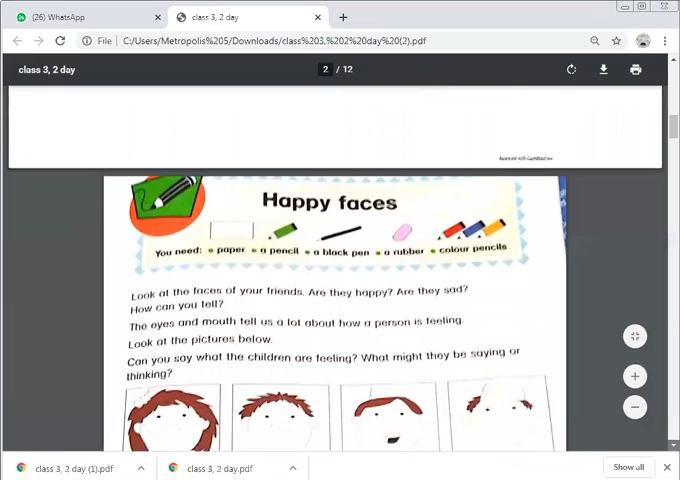 (26) WhatsApp
class 3, 2 day
File
C:/Users/Metropolis%205/Downloads/class%203,%202%20day%20(2).pdf
class 3, 2 day
2 / 12
Scanned with CamScanner
Happy faces
You need: • paper • a pencil • a black pen • a rubber • colour pencils
Look at the faces of your friends. Are they happy? Are they sad?
How can you tell?
The eyes and mouth tell us a lot about how a person is feeling.
Look at the pictures below.
Can you say what the children are feeling? What might they be saying or
thinking?
class 3, 2 day (1).pdf
class 3, 2 day.pdf
Show all